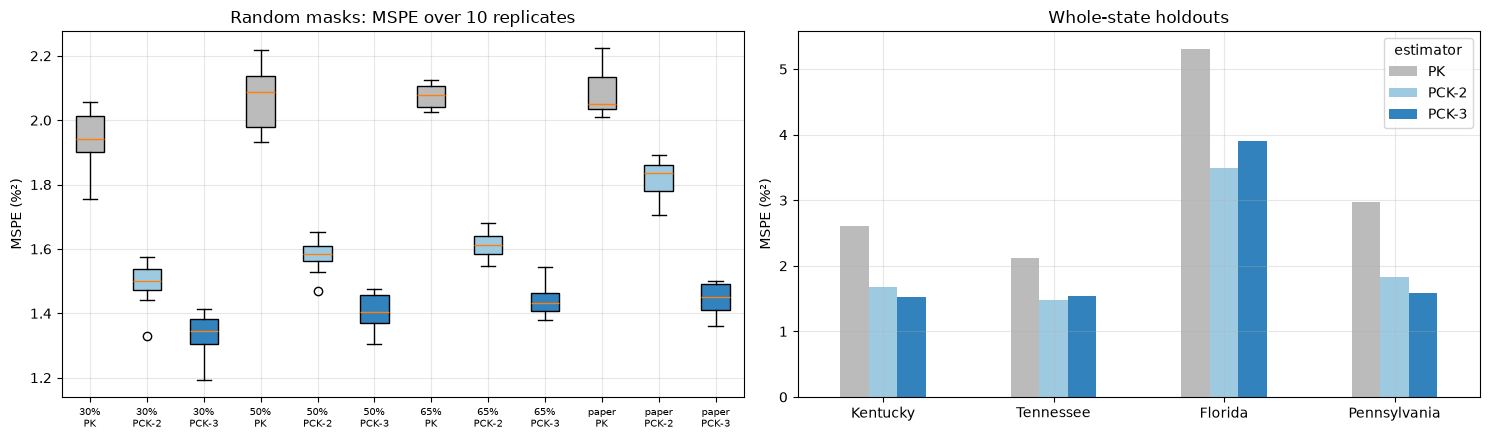 Random masks: MSPE over 10 replicates
MSPE (%²)
2.2
2.0
1.8
1.6
1.4
1.2
30% 30% 30% 50% 50% 50% 65% 65% 65% paper paper paper
PK PCK-2 PCK-3 PK PCK-2 PCK-3 PK PCK-2 PCK-3 PK PCK-2 PCK-3
Whole-state holdouts
MSPE (%²)
5
4
3
2
1
0
estimator
PK
PCK-2
PCK-3
Kentucky Tennessee Florida Pennsylvania